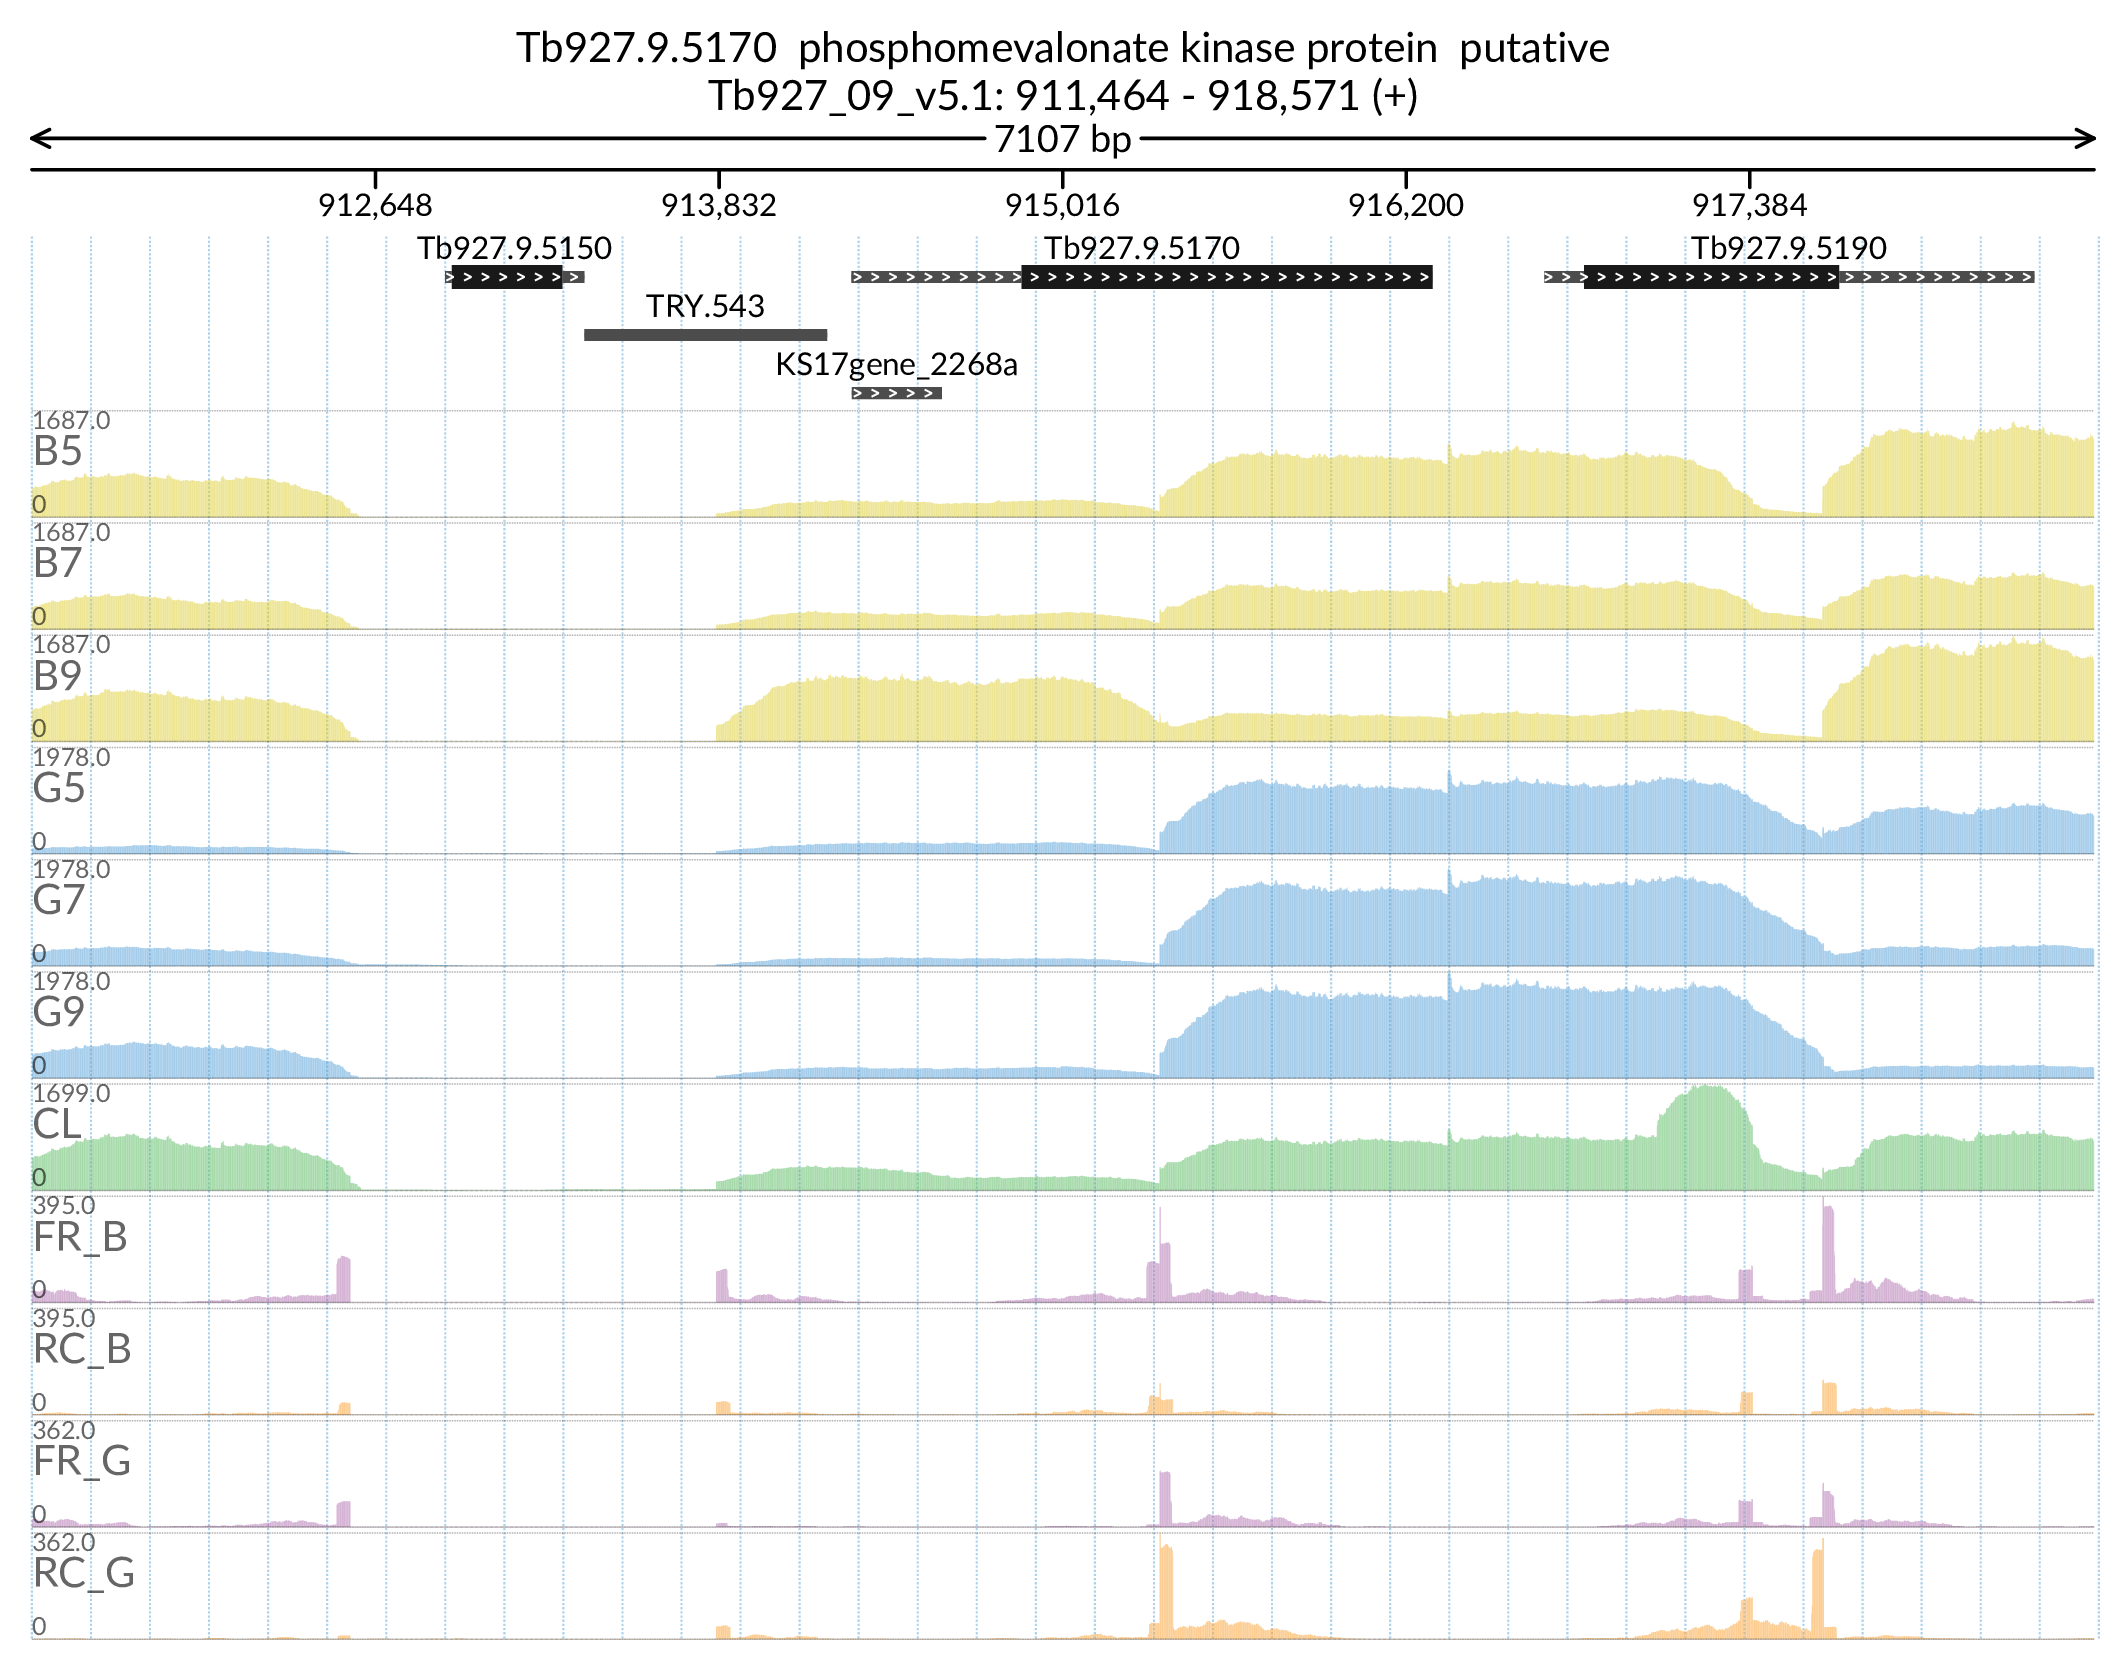 Tb927.9.5170  phosphomevalonate kinase protein  putative
Tb927_09_v5.1: 911,464 - 918,571 (+)
7107 bp
912,648 913,832 915,016 916,200 917,384
Tb927.9.5150 Tb927.9.5170 Tb927.9.5190
TRY.543
KS17gene_2268a
1687.0
B5
0
1687.0
B7
0
1687.0
B9
0
1978.0
G5
0
1978.0
G7
0
1978.0
G9
0
1699.0
CL
0
395.0
FR_B
0
395.0
RC_B
0
362.0
FR_G
0
362.0
RC_G
0